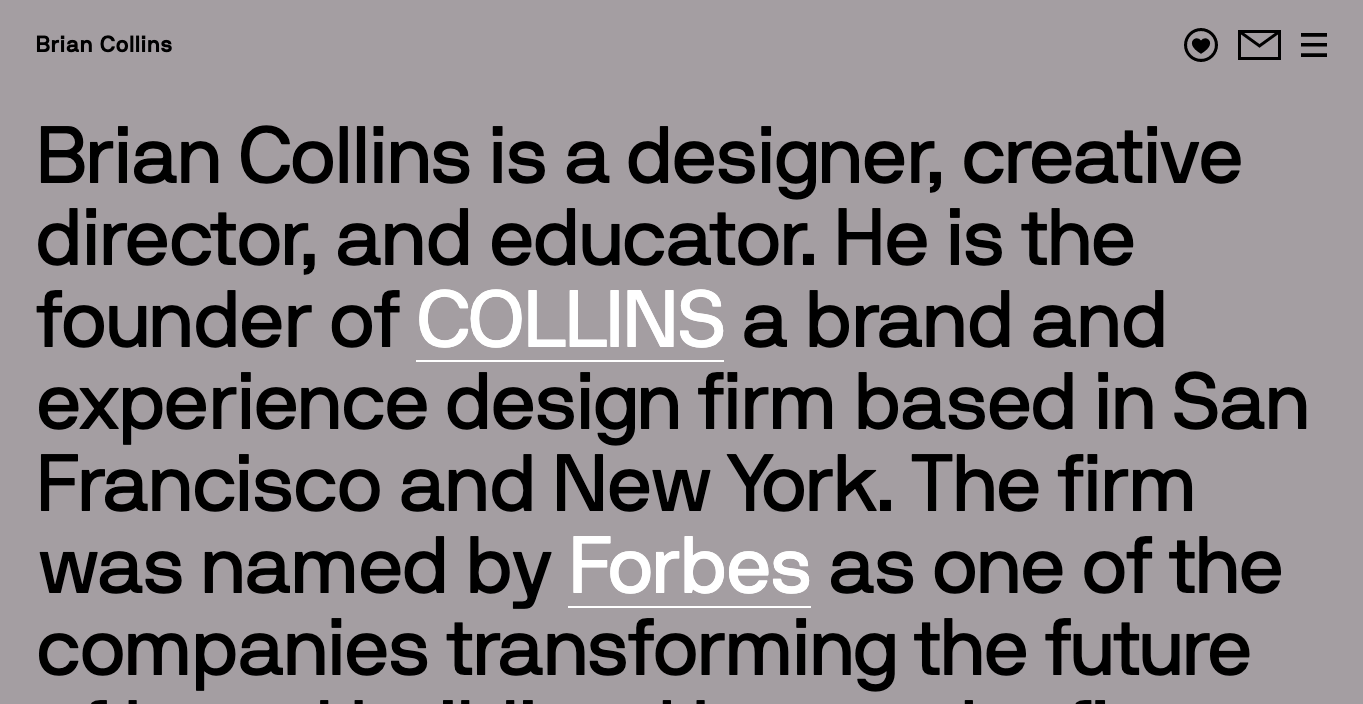 Brian Collins
Brian Collins is a designer, creative
director, and educator. He is the
founder of COLLINS a brand and
experience design firm based in San
Francisco and New York. The firm
was named by Forbes as one of the
companies transforming the future